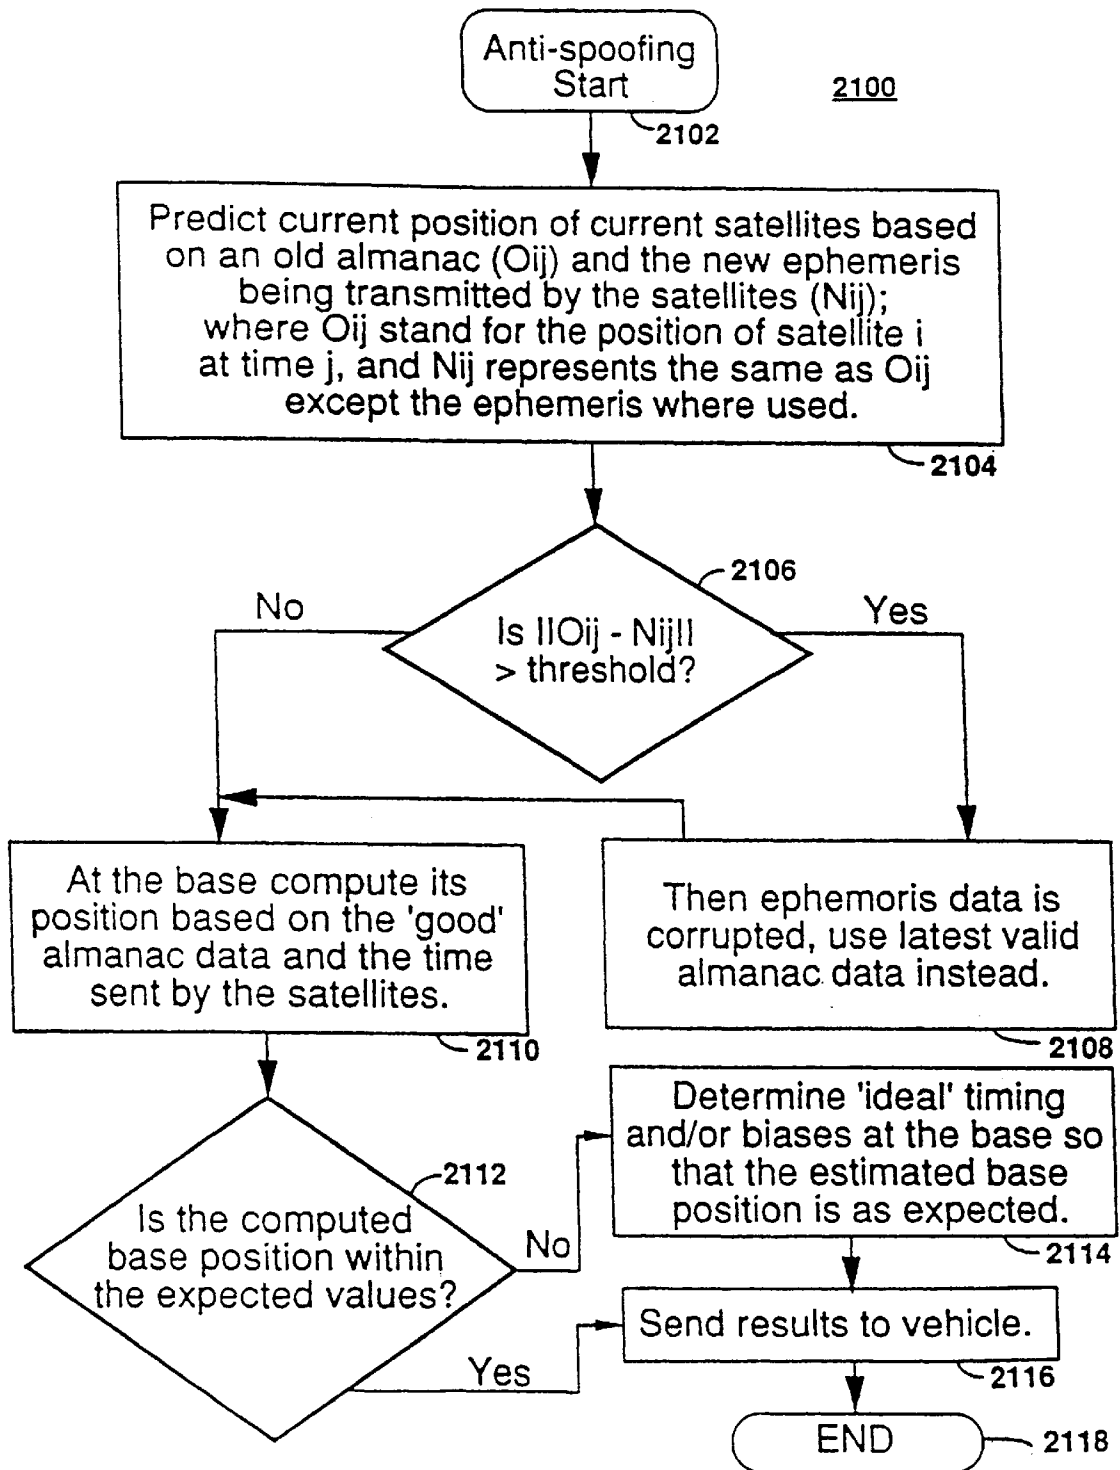 Anti-spoofing
Start
2100
2102
Predict current position of current satellites based
on an old almanac (Oij) and the new ephemeris
being transmitted by the satellites (Nij);
where Oij stand for the position of satellite i
at time j, and Nij represents the same as Oij
except the ephemeris where used.
2104
2106
No
Yes
Is IIOij - NijII
> threshold?
At the base compute its
position based on the 'good'
almanac data and the time
sent by the satellites.
2110
Then ephemoris data is
corrupted, use latest valid
almanac data instead.
2108
Determine 'ideal' timing
and/or biases at the base so
that the estimated base
position is as expected.
2114
2112
Is the computed
base position within
the expected values?
No
Yes
Send results to vehicle.
2116
END
2118